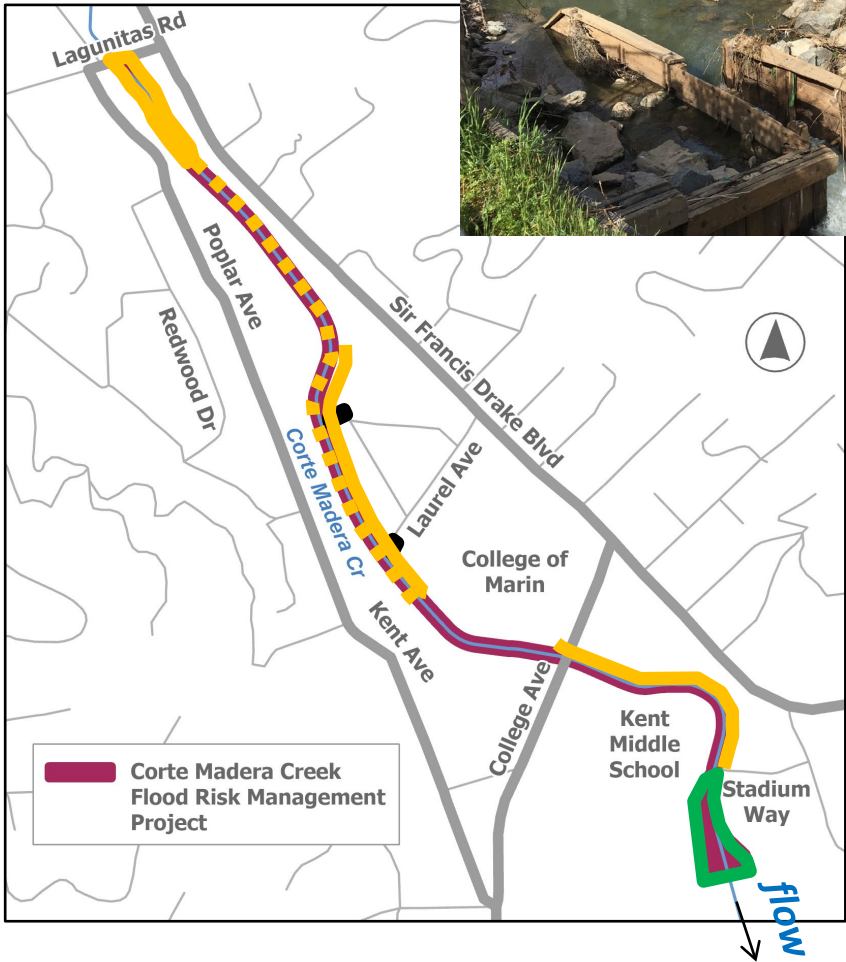 Lagunitas Rd
Poplar Ave
Redwood Dr
Sir Francis Drake Blvd
Corte Madera Cr
Laurel Ave
College of
Marin
Kent Ave
College Ave
Kent
Middle
School
Stadium
Way
Corte Madera Creek
Flood Risk Management
Project
flow